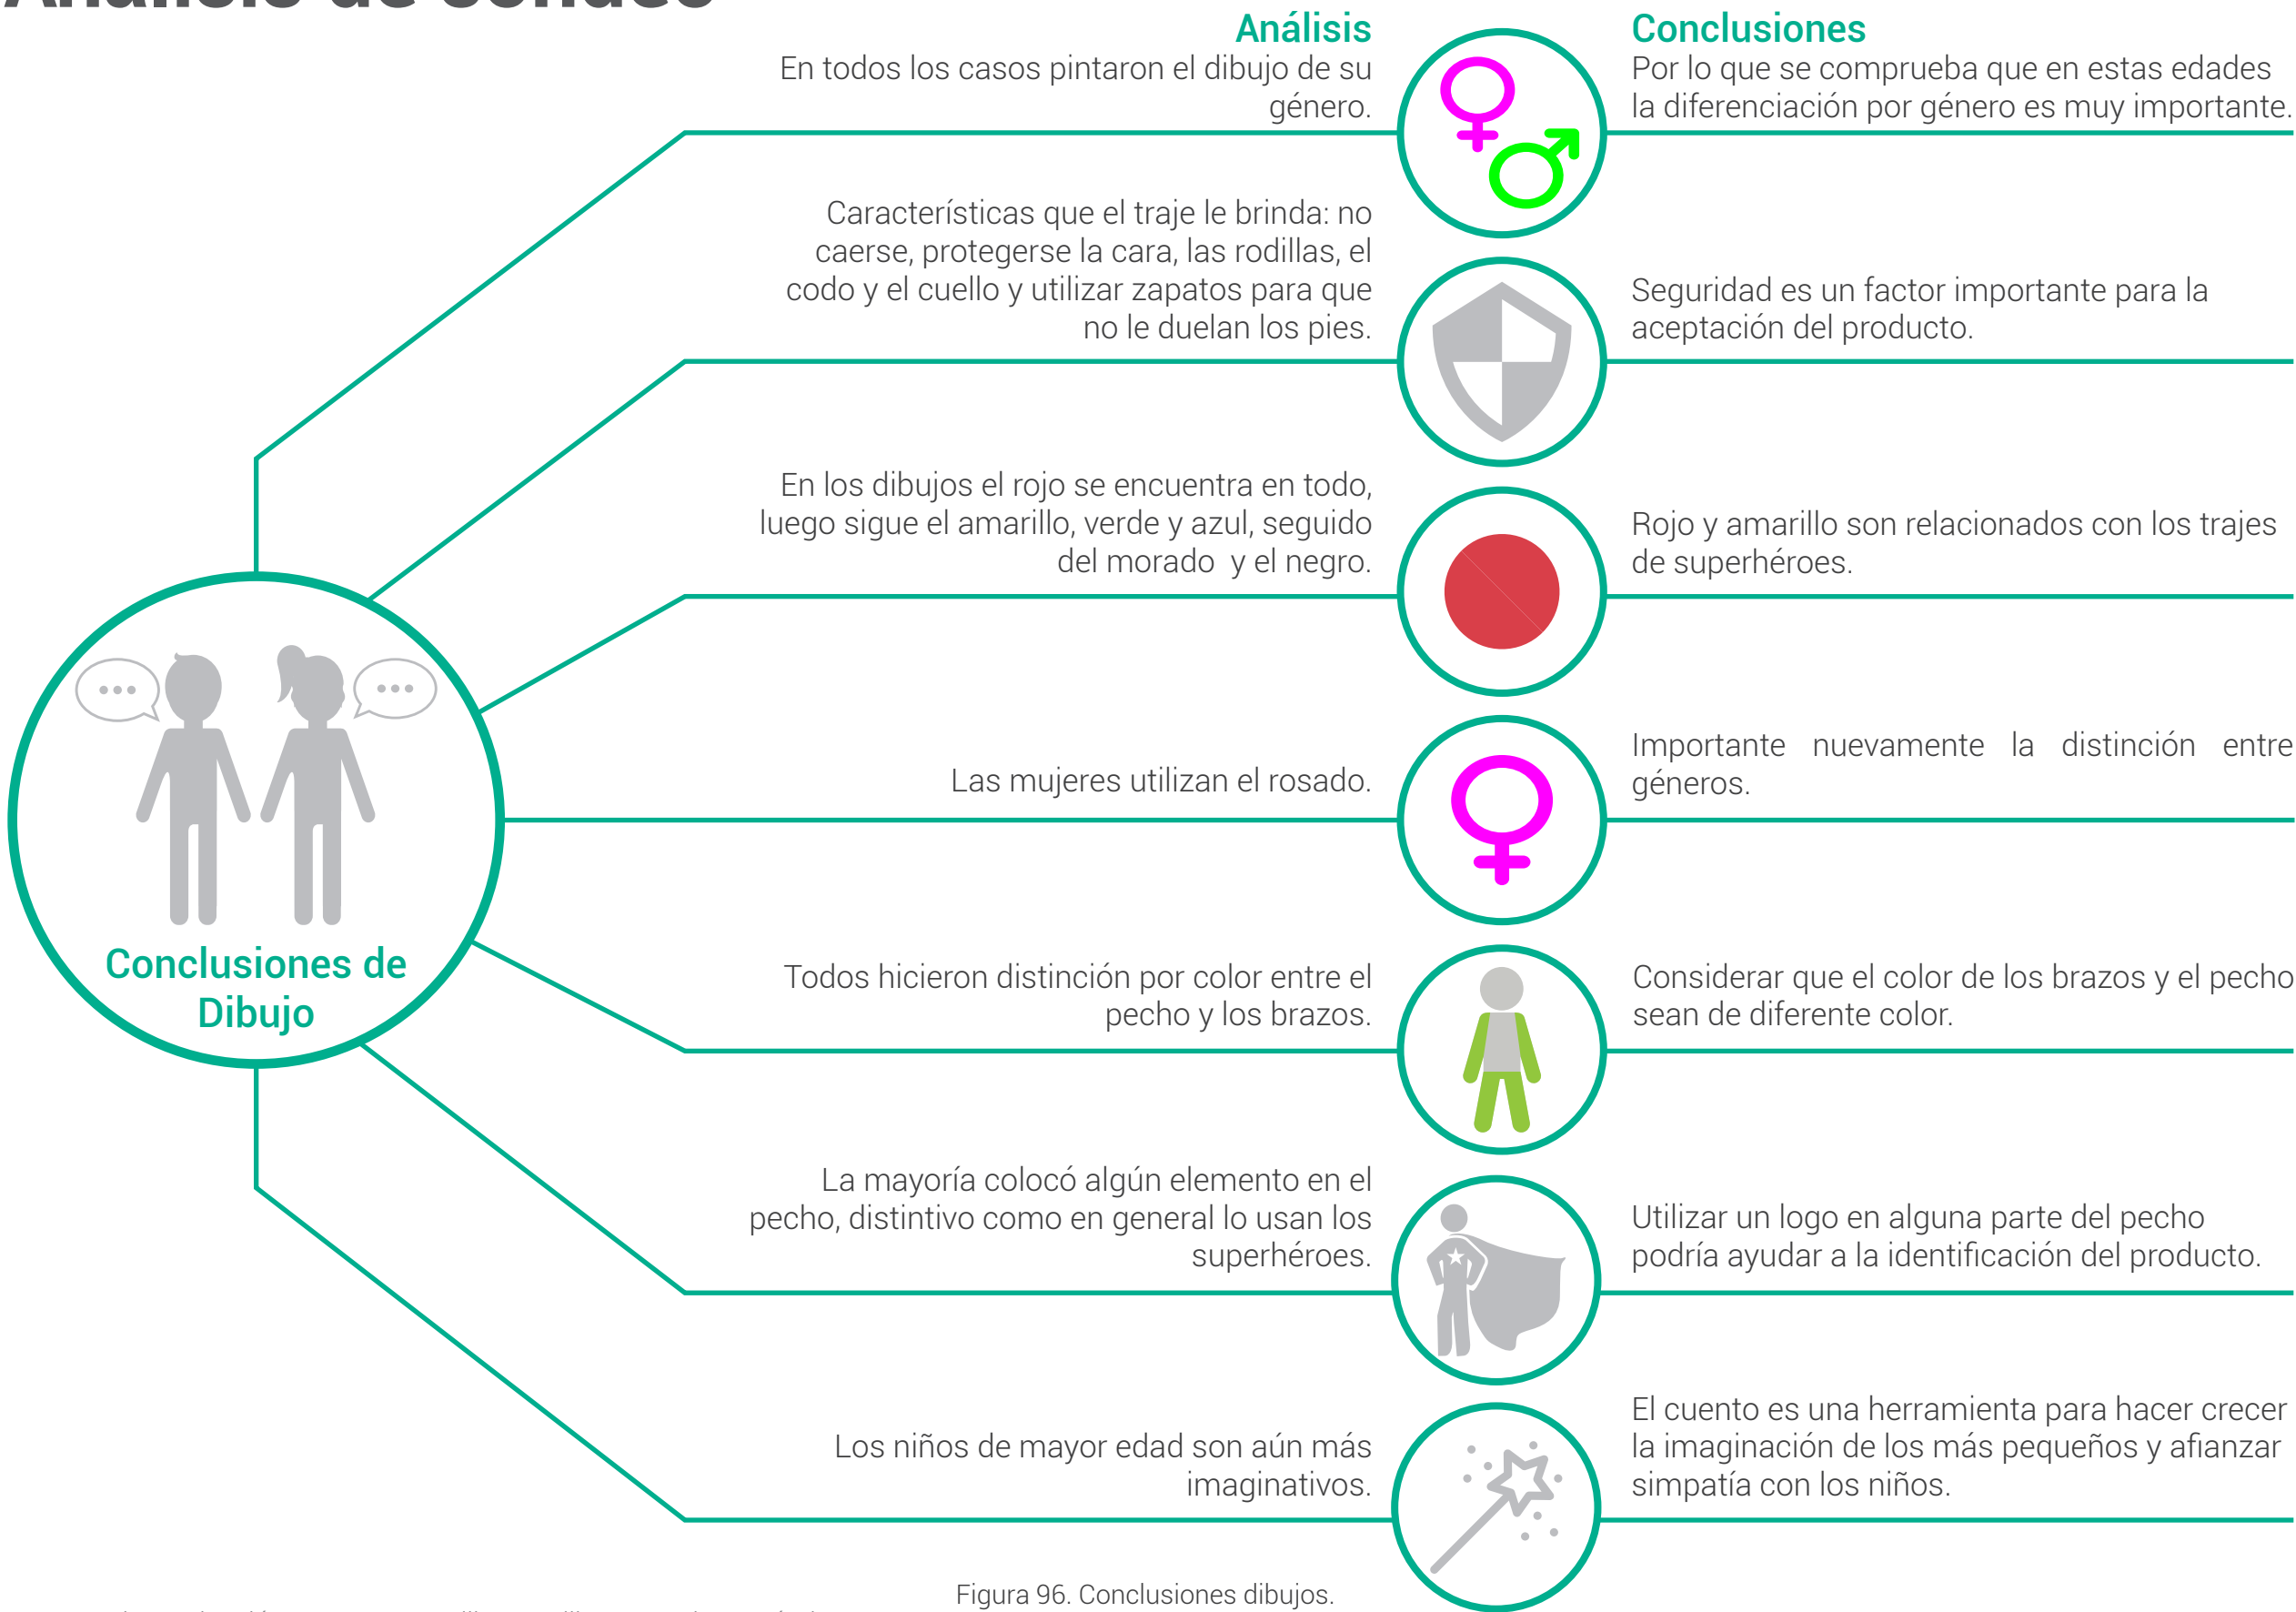 Análisis
En todos los casos pintaron el dibujo de su
género.
Conclusiones
Por lo que se comprueba que en estas edades
la diferenciación por género es muy importante.
Características que el traje le brinda: no
caerse, protegerse la cara, las rodillas, el
codo y el cuello y utilizar zapatos para que
no le duelan los pies.
Seguridad es un factor importante para la
aceptación del producto.
En los dibujos el rojo se encuentra en todo,
luego sigue el amarillo, verde y azul, seguido
del morado y el negro.
Rojo y amarillo son relacionados con los trajes
de superhéroes.
Las mujeres utilizan el rosado.
Importante nuevamente la distinción entre
géneros.
Conclusiones de
Dibujo
Todos hicieron distinción por color entre el
pecho y los brazos.
Considerar que el color de los brazos y el pecho
sean de diferente color.
La mayoría colocó algún elemento en el
pecho, distintivo como en general lo usan los
superhéroes.
Utilizar un logo en alguna parte del pecho
podría ayudar a la identificación del producto.
Los niños de mayor edad son aún más
imaginativos.
El cuento es una herramienta para hacer crecer
la imaginación de los más pequeños y afianzar
simpatía con los niños.
Figura 96. Conclusiones dibujos.